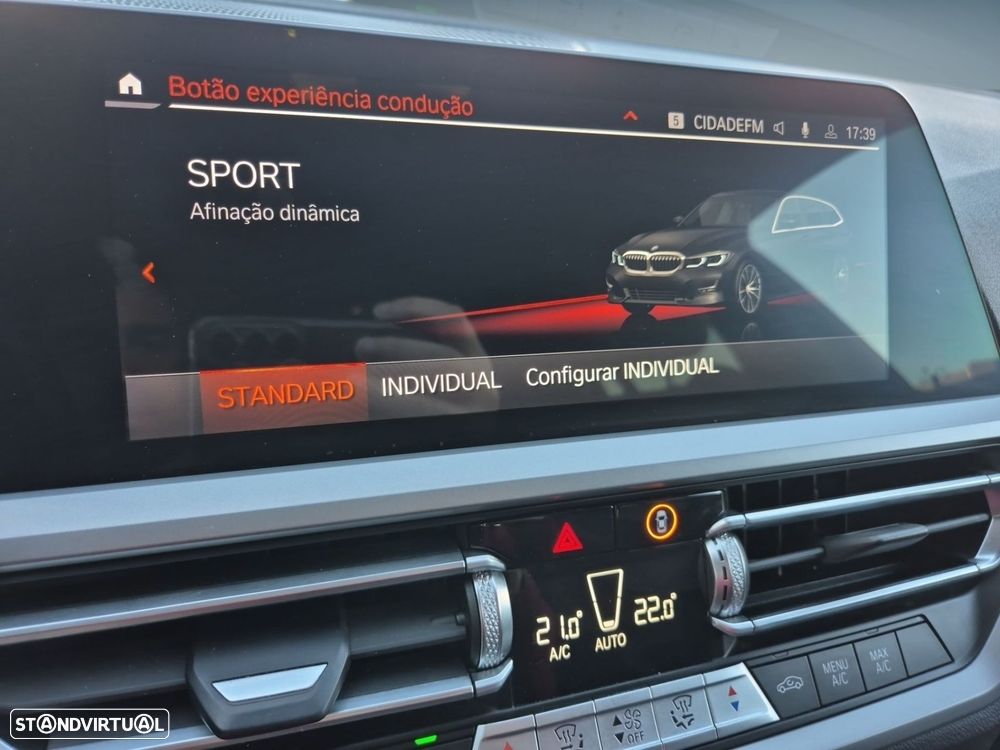 Botão experiência condução
5 CIDADEFM 17:39
SPORT
Afinação dinâmica
STANDARD INDIVIDUAL Configurar INDIVIDUAL
21.0° 22.0°
A/C AUTO
MENU A/C
MAX A/C
OFF
STANDVIRTUAL